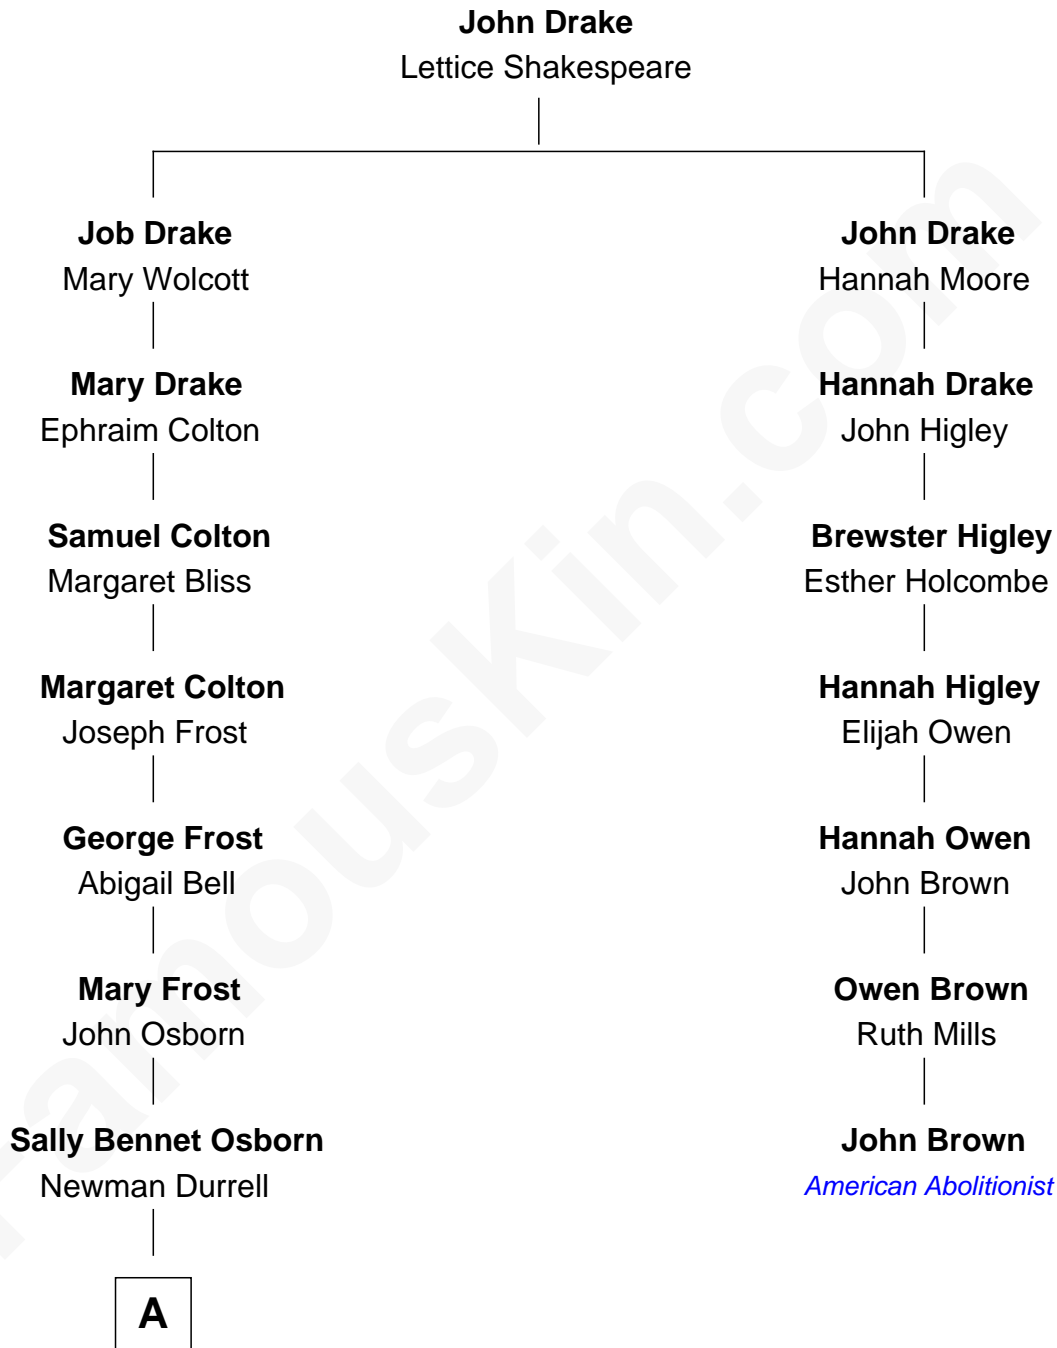 John Drake
Lettice Shakespeare
Job Drake
Mary Wolcott
John Drake
Hannah Moore
Mary Drake
Ephraim Colton
Hannah Drake
John Higley
Samuel Colton
Margaret Bliss
Brewster Higley
Esther Holcombe
Margaret Colton
Joseph Frost
Hannah Higley
Elijah Owen
George Frost
Abigail Bell
Hannah Owen
John Brown
Mary Frost
John Osborn
Owen Brown
Ruth Mills
Sally Bennet Osborn
Newman Durrell
John Brown
American Abolitionist
A
FamousKin.com